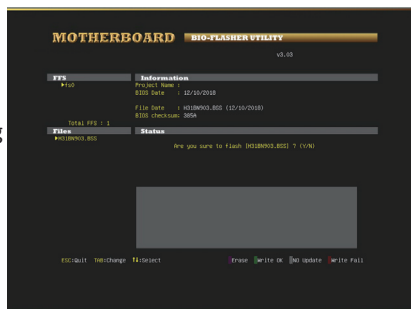 MOTHERBOARD BIO-FLASHER UTILITY
v3.03
FFS Information
fs0 Project Name :
BIOS Date : 12/10/2018
File Date : H31BN903.BSS (12/10/2018)
BIOS checksum: 385A
Total FFS : 1
Files Status
H31BN903.BSS
Are you sure to flash [H31BN903.BSS] ? (Y/N)
ESC:Quit TAB:Change ↑↓:Select Erase Write OK NO Update Write Fail